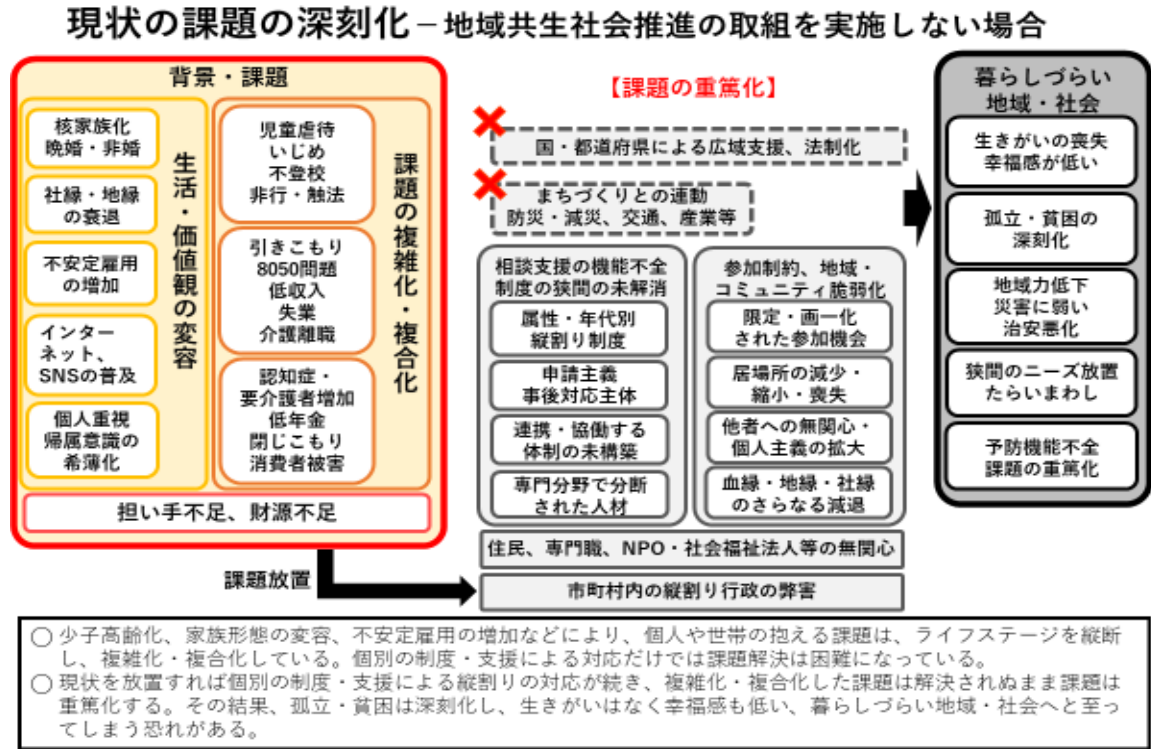 現状の課題の深刻化－地域共生社会推進の取組を実施しない場合
背景・課題
核家族化
晩婚・非婚
社縁・地縁
の衰退
不安定雇用
の増加
インター
ネット、
SNSの普及
個人重視
帰属意識の
希薄化
生活・価値観の変容
児童虐待
いじめ
不登校
非行・触法
引きこもり
8050問題
低収入
失業
介護離職
認知症・
要介護者増加
低年金
閉じこもり
消費者被害
課題の複雑化・複合化
担い手不足、財源不足
課題放置
【課題の重篤化】
国・都道府県による広域支援、法制化
まちづくりとの連動
防災・減災、交通、産業等
相談支援の機能不全
制度の狭間の未解消
属性・年代別
縦割り制度
申請主義
事後対応主体
連携・協働する
体制の未構築
専門分野で分断
された人材
参加制約、地域・
コミュニティ脆弱化
限定・画一化
された参加機会
居場所の減少・
縮小・喪失
他者への無関心・
個人主義の拡大
血縁・地縁・社縁
のさらなる減退
住民、専門職、NPO・社会福祉法人等の無関心
市町村内の縦割り行政の弊害
暮らしづらい
地域・社会
生きがいの喪失
幸福感が低い
孤立・貧困の
深刻化
地域力低下
災害に弱い
治安悪化
狭間のニーズ放置
たらいまわし
予防機能不全
課題の重篤化
○ 少子高齢化、家族形態の変容、不安定雇用の増加などにより、個人や世帯の抱える課題は、ライフステージを縦断
し、複雑化・複合化している。個別の制度・支援による対応だけでは課題解決は困難になっている。
○ 現状を放置すれば個別の制度・支援による縦割りの対応が続き、複雑化・複合化した課題は解決されぬまま課題は
重篤化する。その結果、孤立・貧困は深刻化し、生きがいはなく幸福感も低い、暮らしづらい地域・社会へと至っ
てしまう恐れがある。